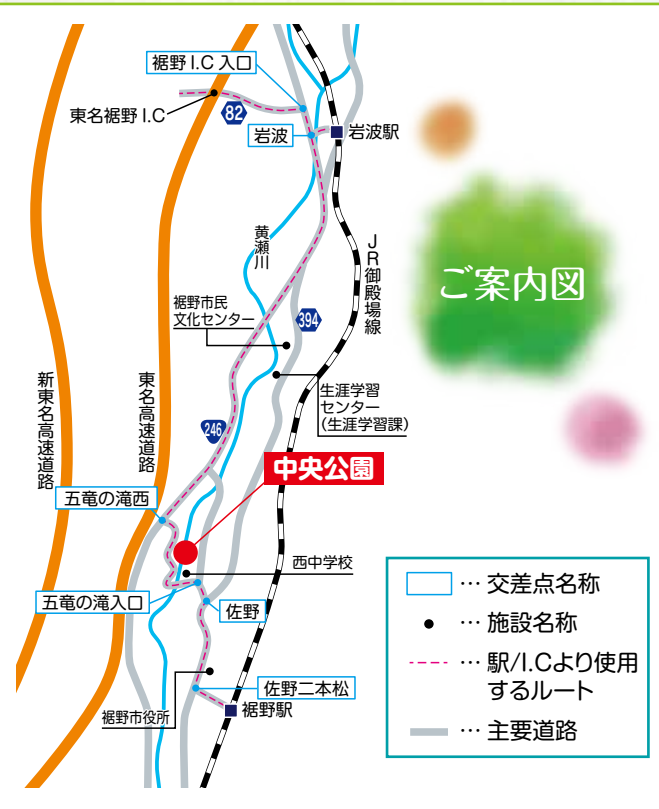 裾野 I.C 入口
東名裾野 I.C
82
岩波
岩波駅
黄瀬川
JR御殿場線
ご案内図
裾野市民
文化センター
394
生涯学習
センター
(生涯学習課)
新東名高速道路
東名高速道路
246
中央公園
五竜の滝西
西中学校
五竜の滝入口
佐野
佐野二本松
裾野市役所
裾野駅
… 交差点名称
… 施設名称
… 駅/I.Cより使用
するルート
… 主要道路